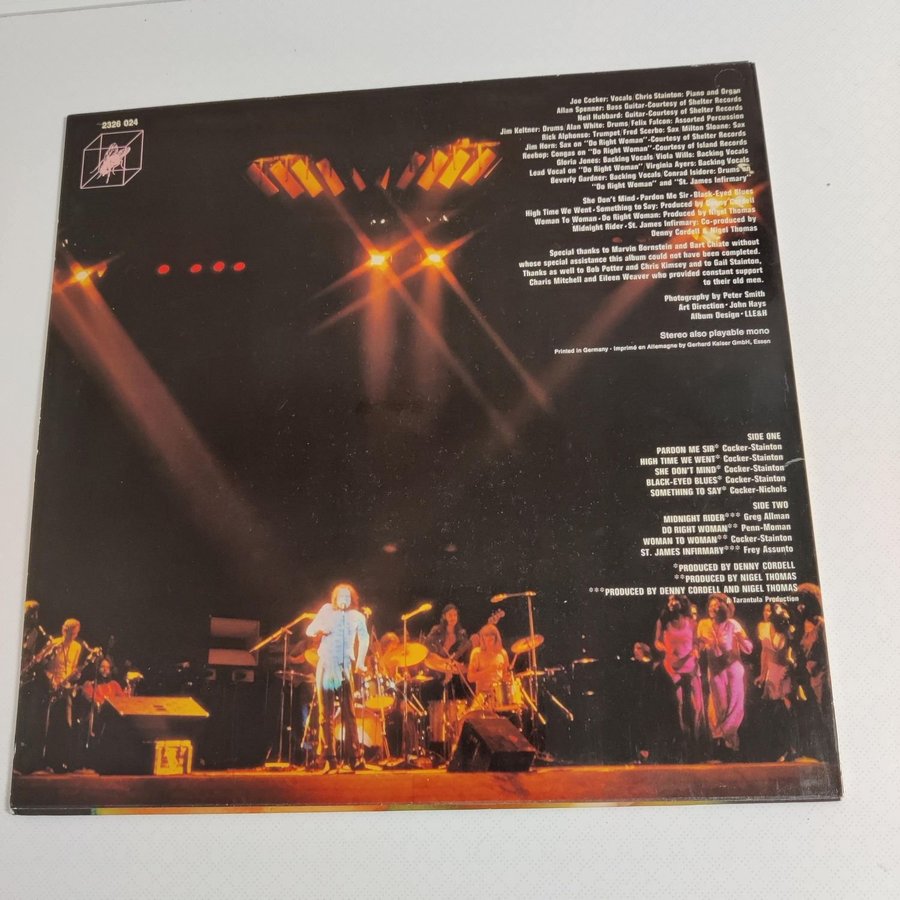 2326 024
Joe Cocker: Vocals Chris Stainton: Piano and Organ
Allan Spenner: Bass Guitar-Courtesy of Shelter Records
Neil Hubbard: Guitar-Courtesy of Shelter Records
Jim Keltner: Drums Alan White: Drums Felix Falcon: Assorted Percussion
Rick Alphonso: Trumpet Fred Scerbo: Sax Milton Sloane: Sax
Jim Horn: Sax on "Do Right Woman"-Courtesy of Shelter Records
Reebop: Congas on "Do Right Woman"-Courtesy of Island Records
Gloria Jones: Backing Vocals Viola Wills: Backing Vocals
Lead Vocal on "Do Right Woman" Virginia Ayers: Backing Vocals
Beverly Gardner: Backing Vocals Conrad Isidore: Drums on
"Do Right Woman" and "St. James Infirmary"
She Don't Mind · Pardon Me Sir · Black-Eyed Blues
High Time We Went · Something to Say: Produced by Denny Cordell
Woman To Woman · Do Right Woman: Produced by Nigel Thomas
Midnight Rider · St. James Infirmary: Co-produced by
Denny Cordell & Nigel Thomas
Special thanks to Marvin Bornstein and Bart Chiate without
whose special assistance this album could not have been completed.
Thanks as well to Bob Potter and Chris Kimsey and to Gail Stainton,
Charis Mitchell and Eileen Weaver who provided constant support
to their old men.
Photography by Peter Smith
Art Direction · John Hays
Album Design · LLE&H
Stereo also playable mono
Printed in Germany · Imprimé en Allemagne by Gerhard Kaiser GmbH, Essen
SIDE ONE
PARDON ME SIR* Cocker-Stainton
HIGH TIME WE WENT* Cocker-Stainton
SHE DON'T MIND* Cocker-Stainton
BLACK-EYED BLUES* Cocker-Stainton
SOMETHING TO SAY* Cocker-Nichols
SIDE TWO
MIDNIGHT RIDER*** Greg Allman
DO RIGHT WOMAN** Penn-Moman
WOMAN TO WOMAN** Cocker-Stainton
ST. JAMES INFIRMARY*** Frey Assunto
*PRODUCED BY DENNY CORDELL
**PRODUCED BY NIGEL THOMAS
***PRODUCED BY DENNY CORDELL AND NIGEL THOMAS
A Tarantula Production